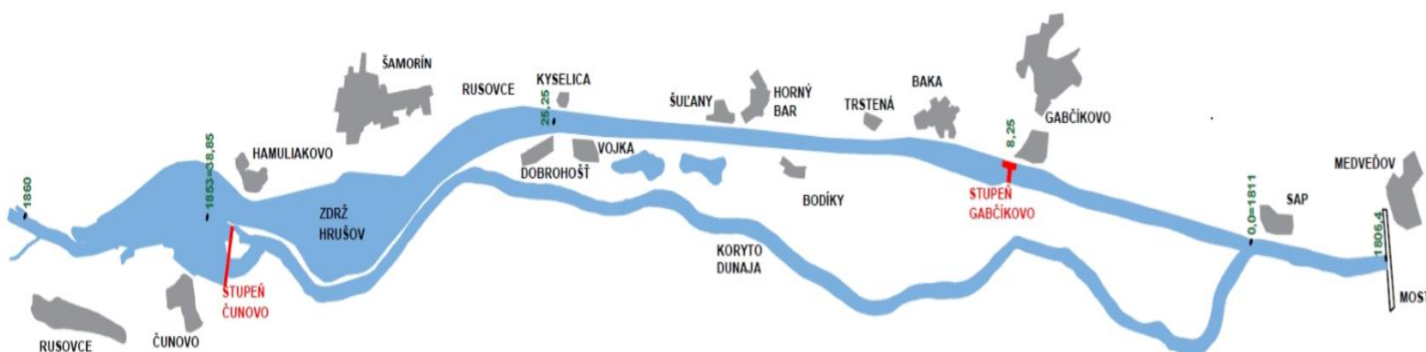 1860
RUSOVCE
ČUNOVO
1853=38,85
STUPEŇ
ČUNOVO
HAMULIAKOVO
ZDRŽ
HRUŠOV
ŠAMORÍN
RUSOVCE
KYSELICA
25,25
DOBROHOŠŤ
VOJKA
ŠUĽANY
HORNÝ
BAR
KORYTO
DUNAJA
BODÍKY
TRSTENÁ
BAKA
8,25
STUPEŇ
GABČÍKOVO
GABČÍKOVO
0,0=1811
SAP
MEDVEĎOV
1806,4
MOST